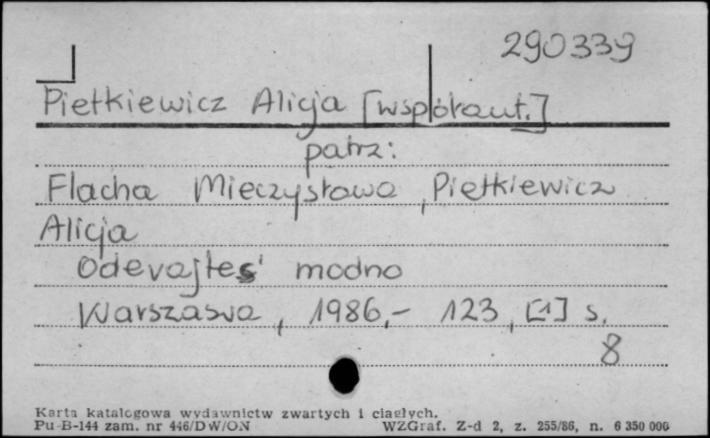 290339
Pietkiewicz Alicja [współaut.]
patrz:
Flacha Mieczysława, Pietkiewicz
Alicja
Odevajtes' modno
Warszawa, 1986,- 123, [1] s.
8
Karta katalogowa wydawnictw zwartych i ciągłych.
Pu-B-144 zam. nr 446/DW/ON WZGraf. Z-d 2, z. 255/86, n. 6 350 000